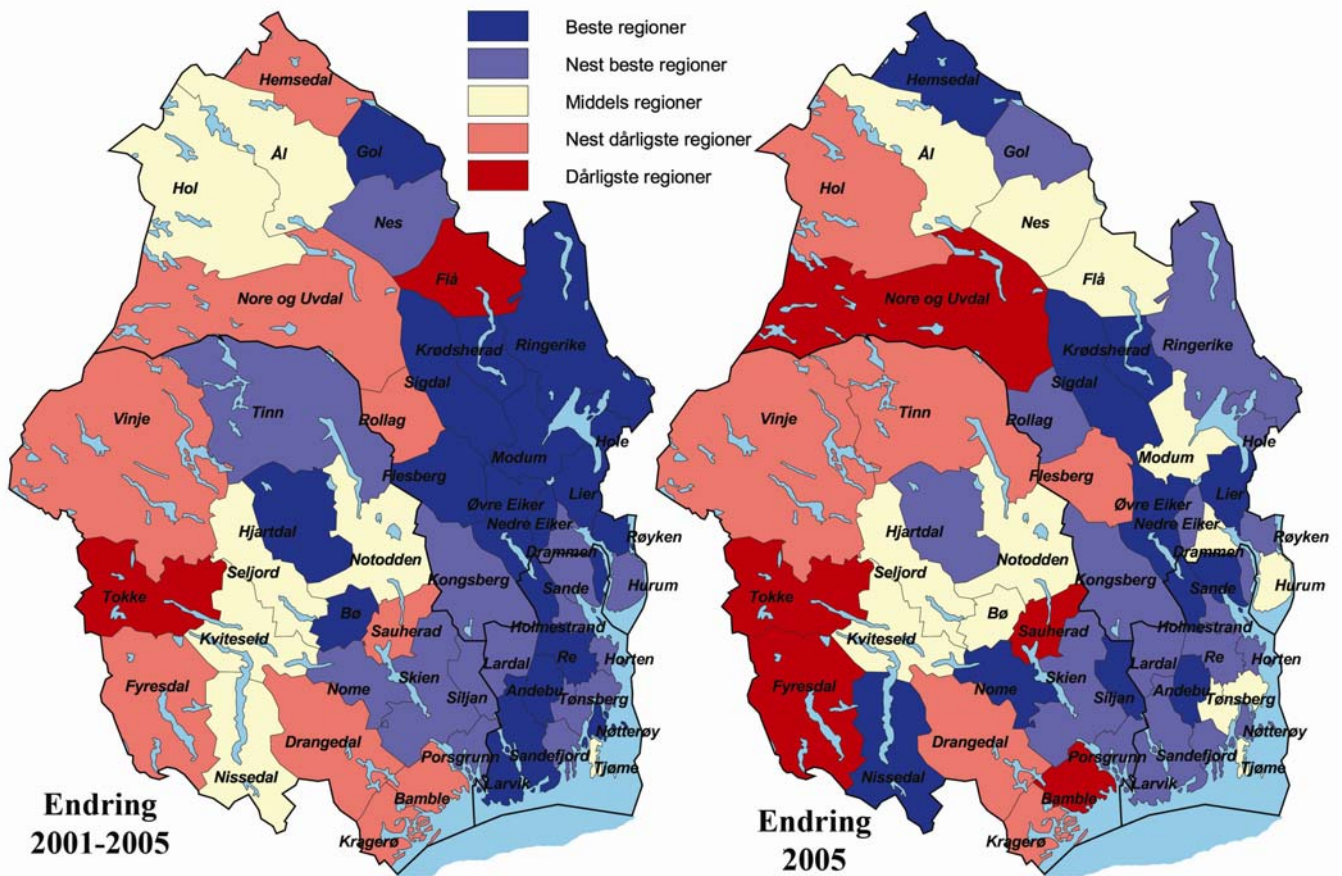 Beste regioner
Nest beste regioner
Middels regioner
Nest dårligste regioner
Dårligste regioner
Hemsedal
Ål
Gol
Hol
Nes
Flå
Nore og Uvdal
Krødsherad
Ringerike
Sigdal
Vinje
Tinn
Rollag
Hole
Modum
Flesberg
Lier
Øvre Eiker
Nedre Eiker
Hjartdal
Drammen
Røyken
Notodden
Seljord
Kongsberg
Sande
Hurum
Tokke
Bø
Sauherad
Holmestrand
Kviteseid
Lardal
Re
Horten
Skien
Fyresdal
Nome
Siljan
Andebu
Tønsberg
Drangedal
Nøtterøy
Porsgrunn
Sandefjord
Tjøme
Nissedal
Larvik
Bamble
Kragerø
Endring
2001-2005
Hemsedal
Ål
Gol
Hol
Nes
Flå
Nore og Uvdal
Krødsherad
Ringerike
Sigdal
Vinje
Tinn
Rollag
Hole
Modum
Flesberg
Lier
Øvre Eiker
Nedre Eiker
Hjartdal
Drammen
Røyken
Notodden
Seljord
Kongsberg
Sande
Hurum
Tokke
Bø
Sauherad
Holmestrand
Kviteseid
Lardal
Re
Horten
Skien
Fyresdal
Nome
Siljan
Andebu
Tønsberg
Drangedal
Nøtterøy
Porsgrunn
Sandefjord
Tjøme
Nissedal
Larvik
Bamble
Kragerø
Endring
2005